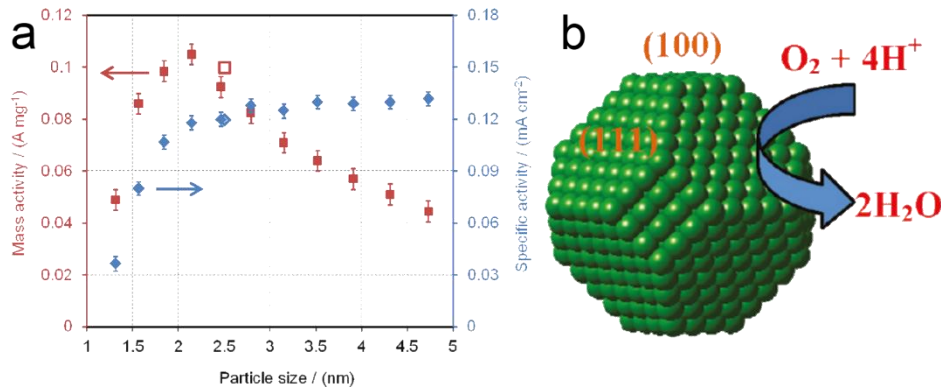 a
Mass activity / (A mg⁻¹)
0.12
0.1
0.08
0.06
0.04
0.02
0
0.18
0.15
0.12
0.09
0.06
0.03
0
Specific activity / (mA cm⁻²)
1 1.5 2 2.5 3 3.5 4 4.5 5
Particle size / (nm)
b
(100)
(111)
O₂ + 4H⁺
2H₂O